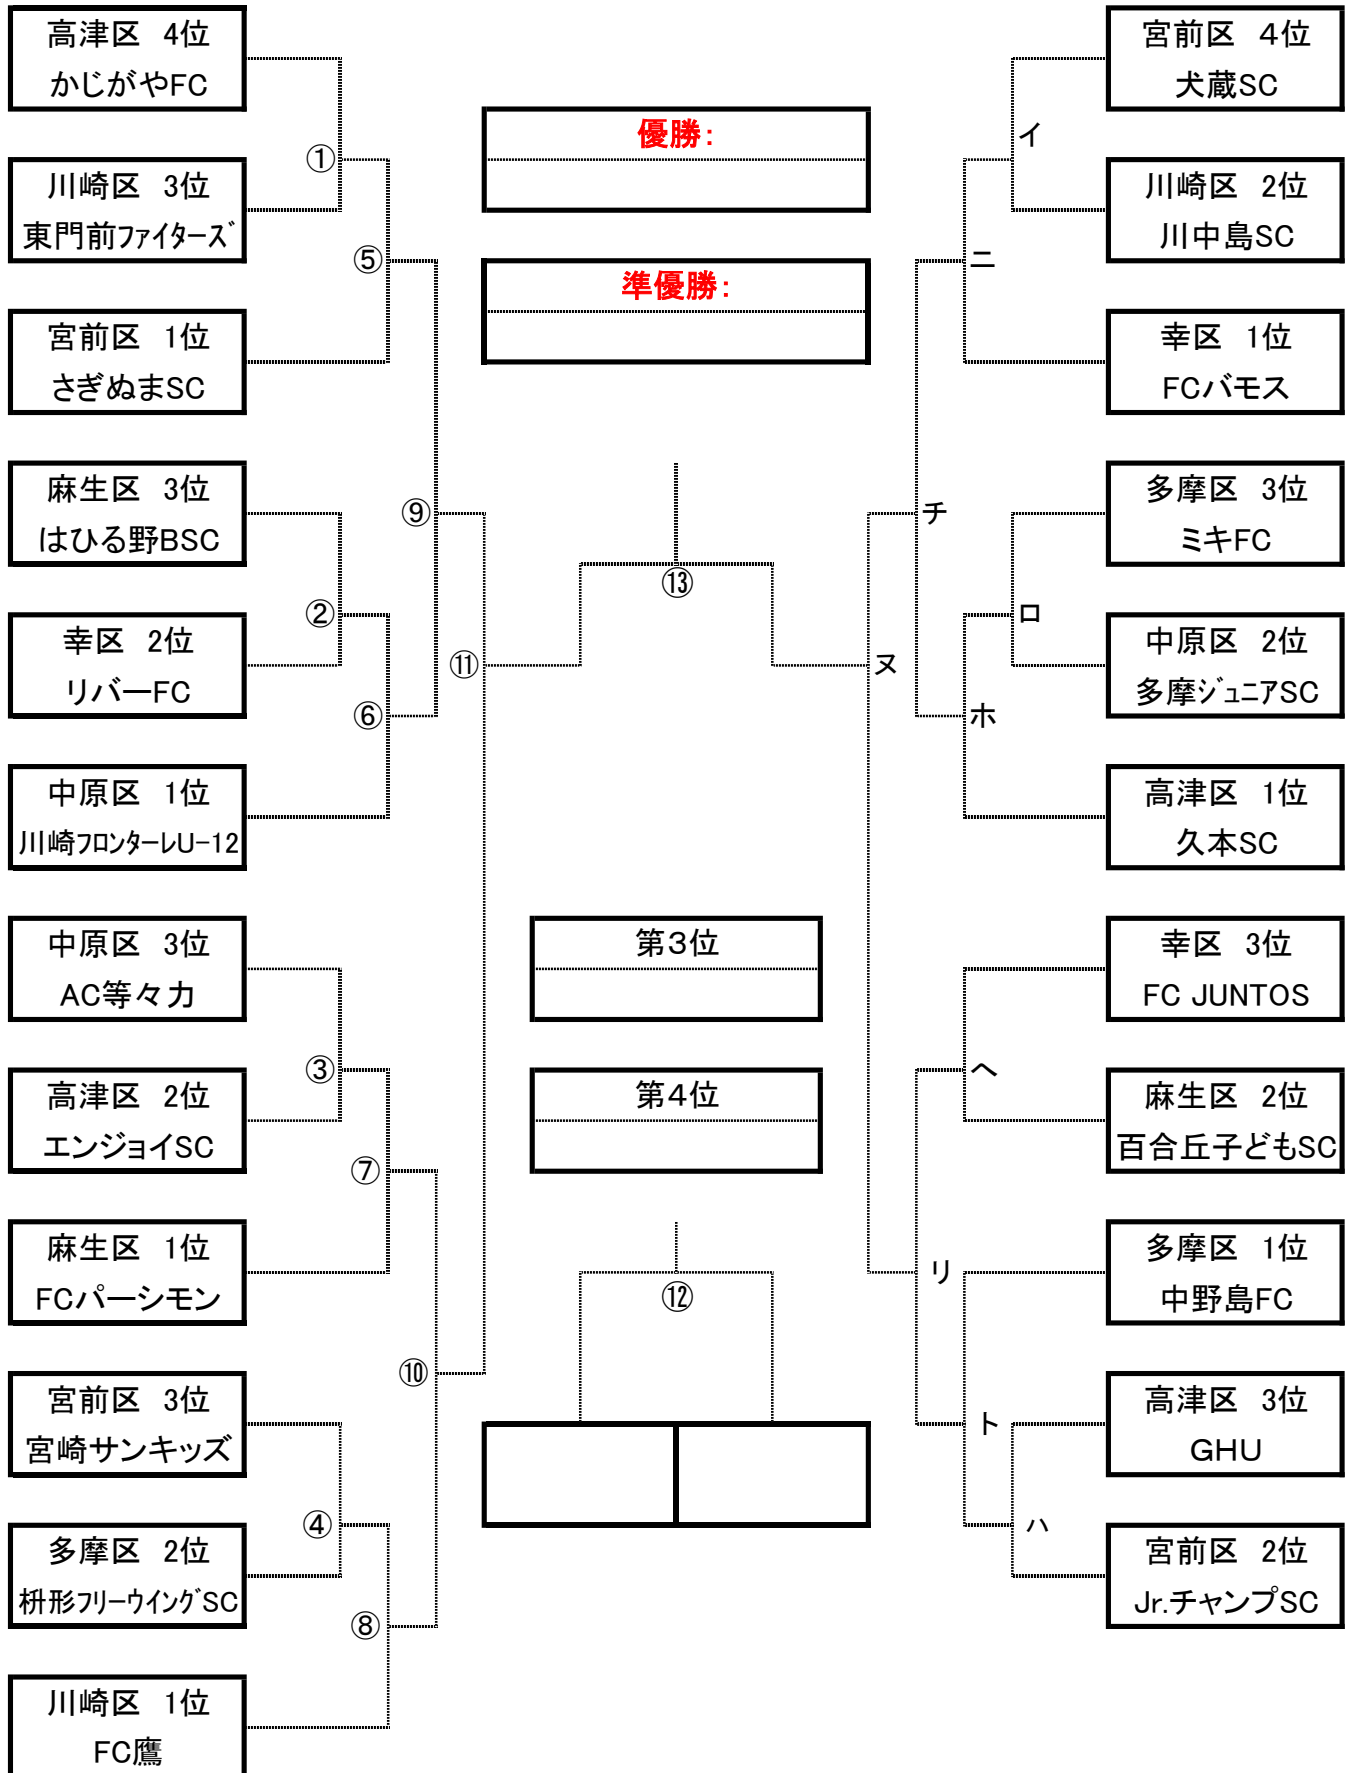 高津区 4位
かじがやFC
川崎区 3位
東門前ﾌｧｲﾀｰｽﾞ
宮前区 1位
さぎぬまSC
麻生区 3位
はひる野BSC
幸区 2位
リバーFC
中原区 1位
川崎ﾌﾛﾝﾀｰﾚU-12
中原区 3位
AC等々力
高津区 2位
エンジョイSC
麻生区 1位
FCパーシモン
宮前区 3位
宮崎サンキッズ
多摩区 2位
枡形ﾌﾘｰｳｲﾝｸﾞSC
川崎区 1位
FC鷹
①
②
③
④
⑤
⑥
⑦
⑧
⑨
⑩
⑪
優勝：
準優勝：
⑬
第3位
第4位
⑫
ヌ
チ
リ
ニ
ホ
ヘ
ト
イ
ロ
ハ
宮前区 4位
犬蔵SC
川崎区 2位
川中島SC
幸区 1位
FCバモス
多摩区 3位
ミキFC
中原区 2位
多摩ｼﾞｭﾆｱSC
高津区 1位
久本SC
幸区 3位
FC JUNTOS
麻生区 2位
百合丘子どもSC
多摩区 1位
中野島FC
高津区 3位
GHU
宮前区 2位
Jr.チャンプSC